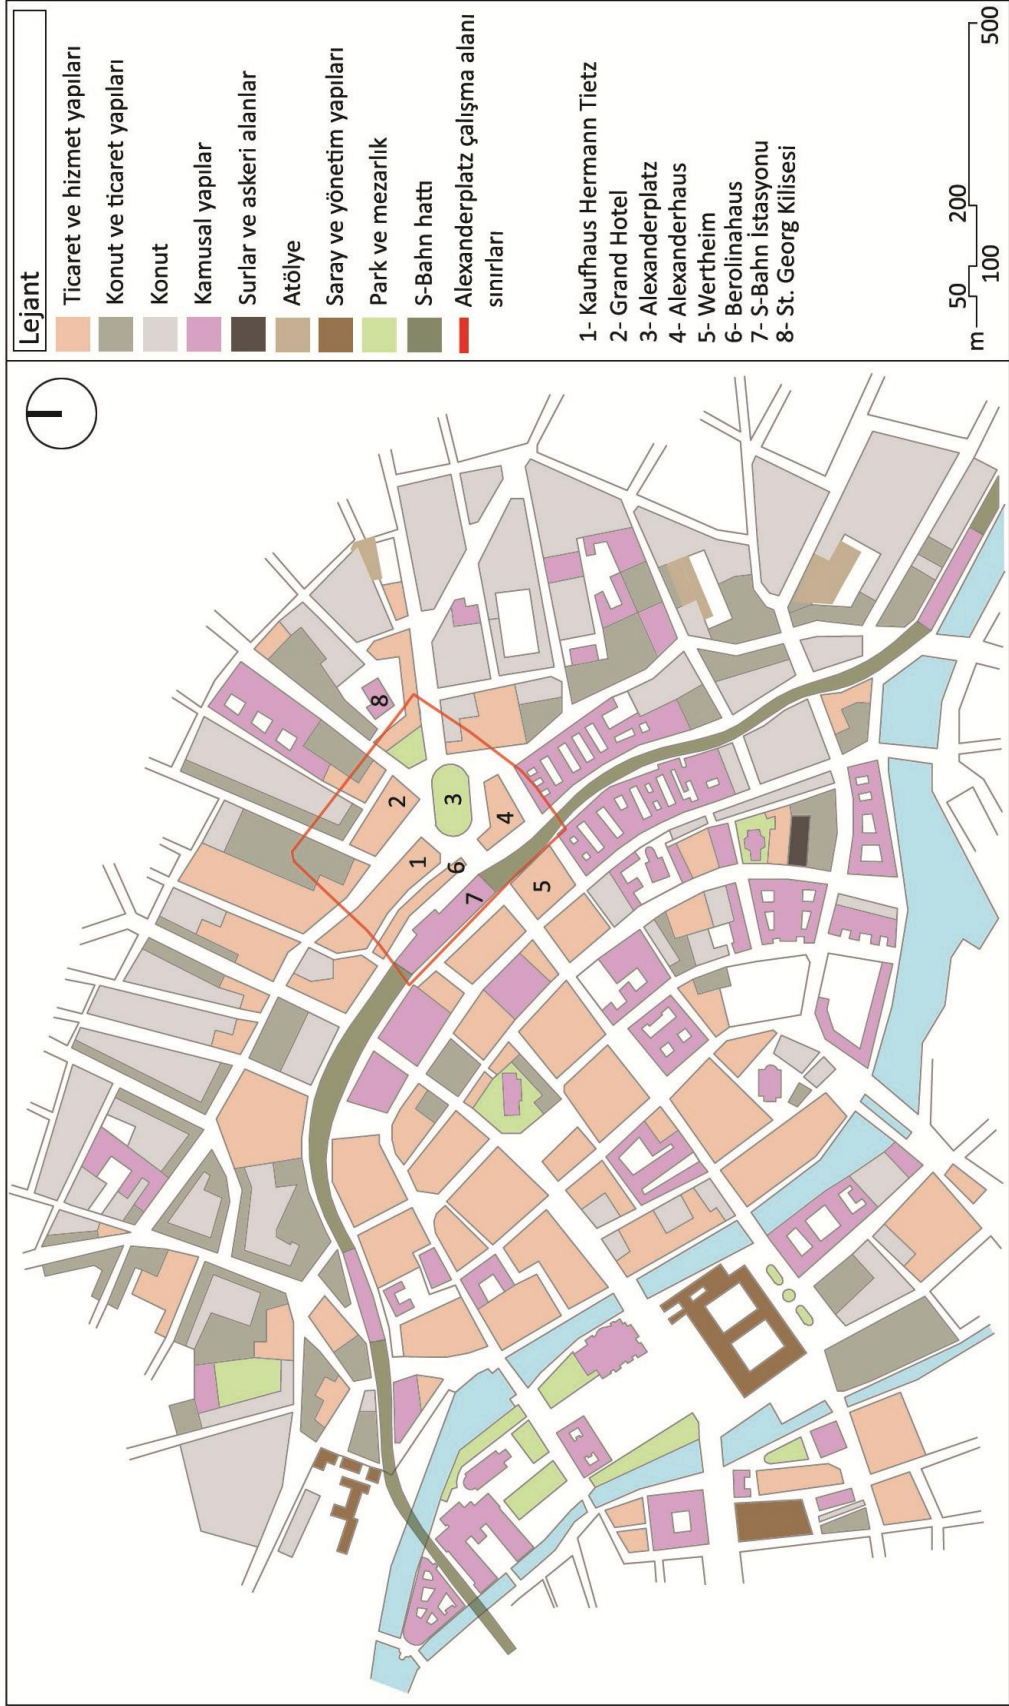 Lejant
Ticaret ve hizmet yapıları
Konut ve ticaret yapıları
Konut
Kamusal yapılar
Surlar ve askeri alanlar
Atölye
Saray ve yönetim yapıları
Park ve mezarlık
S-Bahn hattı
Alexanderplatz çalışma alanı
sınırları
1- Kaufhaus Hermann Tietz
2- Grand Hotel
3- Alexanderplatz
4- Alexanderhaus
5- Wertheim
6- Berolinahaus
7- S-Bahn İstasyonu
8- St. Georg Kilisesi
m 50 100 200 500
8
2
3
1
4
6
7
5